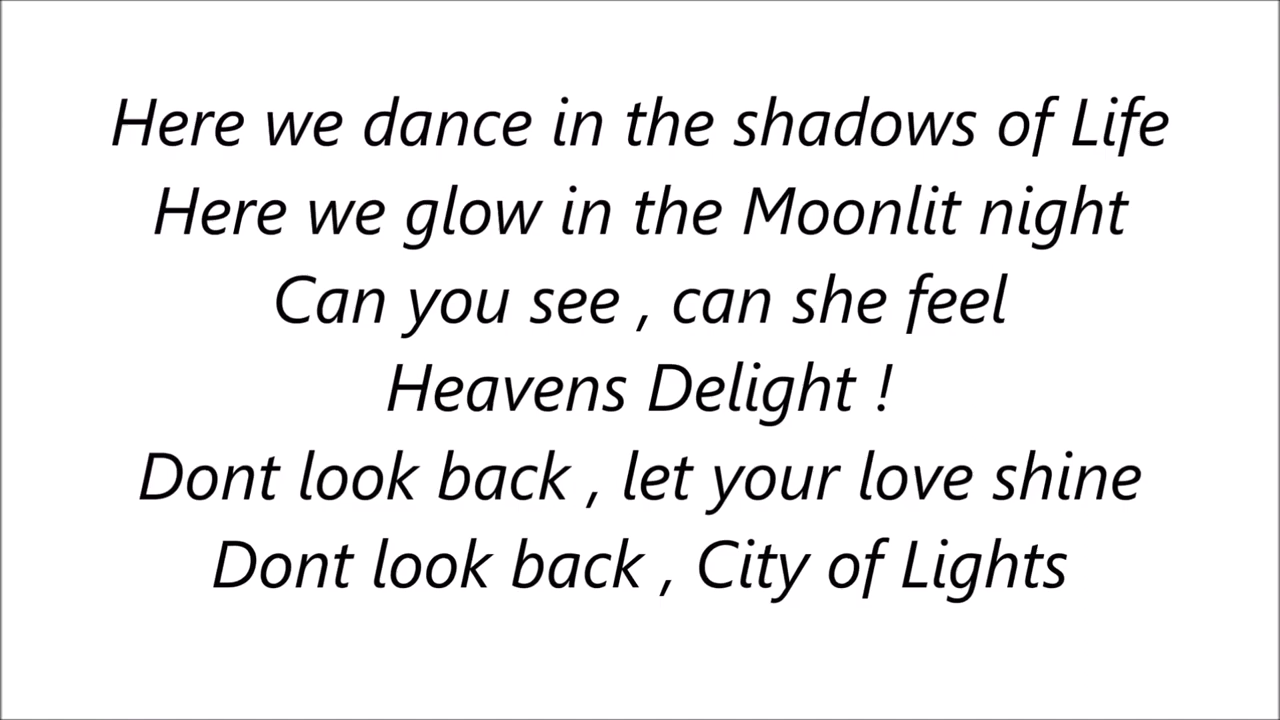 Here we dance in the shadows of Life
Here we glow in the Moonlit night
Can you see , can she feel
Heavens Delight !
Dont look back , let your love shine
Dont look back , City of Lights